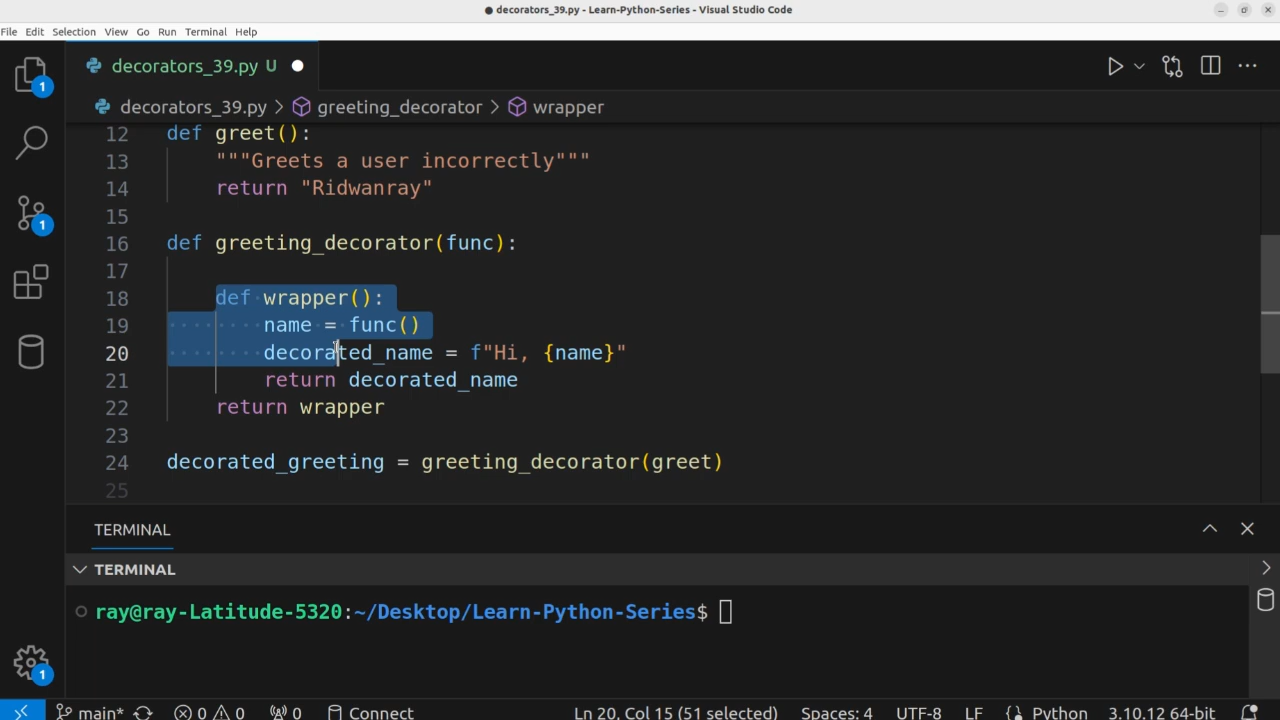 ● decorators_39.py - Learn-Python-Series - Visual Studio Code
File Edit Selection View Go Run Terminal Help
decorators_39.py U ●
decorators_39.py > greeting_decorator > wrapper
12 def greet():
13 """Greets a user incorrectly"""
14 return "Ridwanray"
15
16 def greeting_decorator(func):
17
18 def wrapper():
19 name = func()
20 decorated_name = f"Hi, {name}"
21 return decorated_name
22 return wrapper
23
24 decorated_greeting = greeting_decorator(greet)
25
1
1
1
TERMINAL
TERMINAL
ray@ray-Latitude-5320:~/Desktop/Learn-Python-Series$
main* 0 0 0 Connect Ln 20, Col 15 (51 selected) Spaces: 4 UTF-8 LF {} Python 3.10.12 64-bit